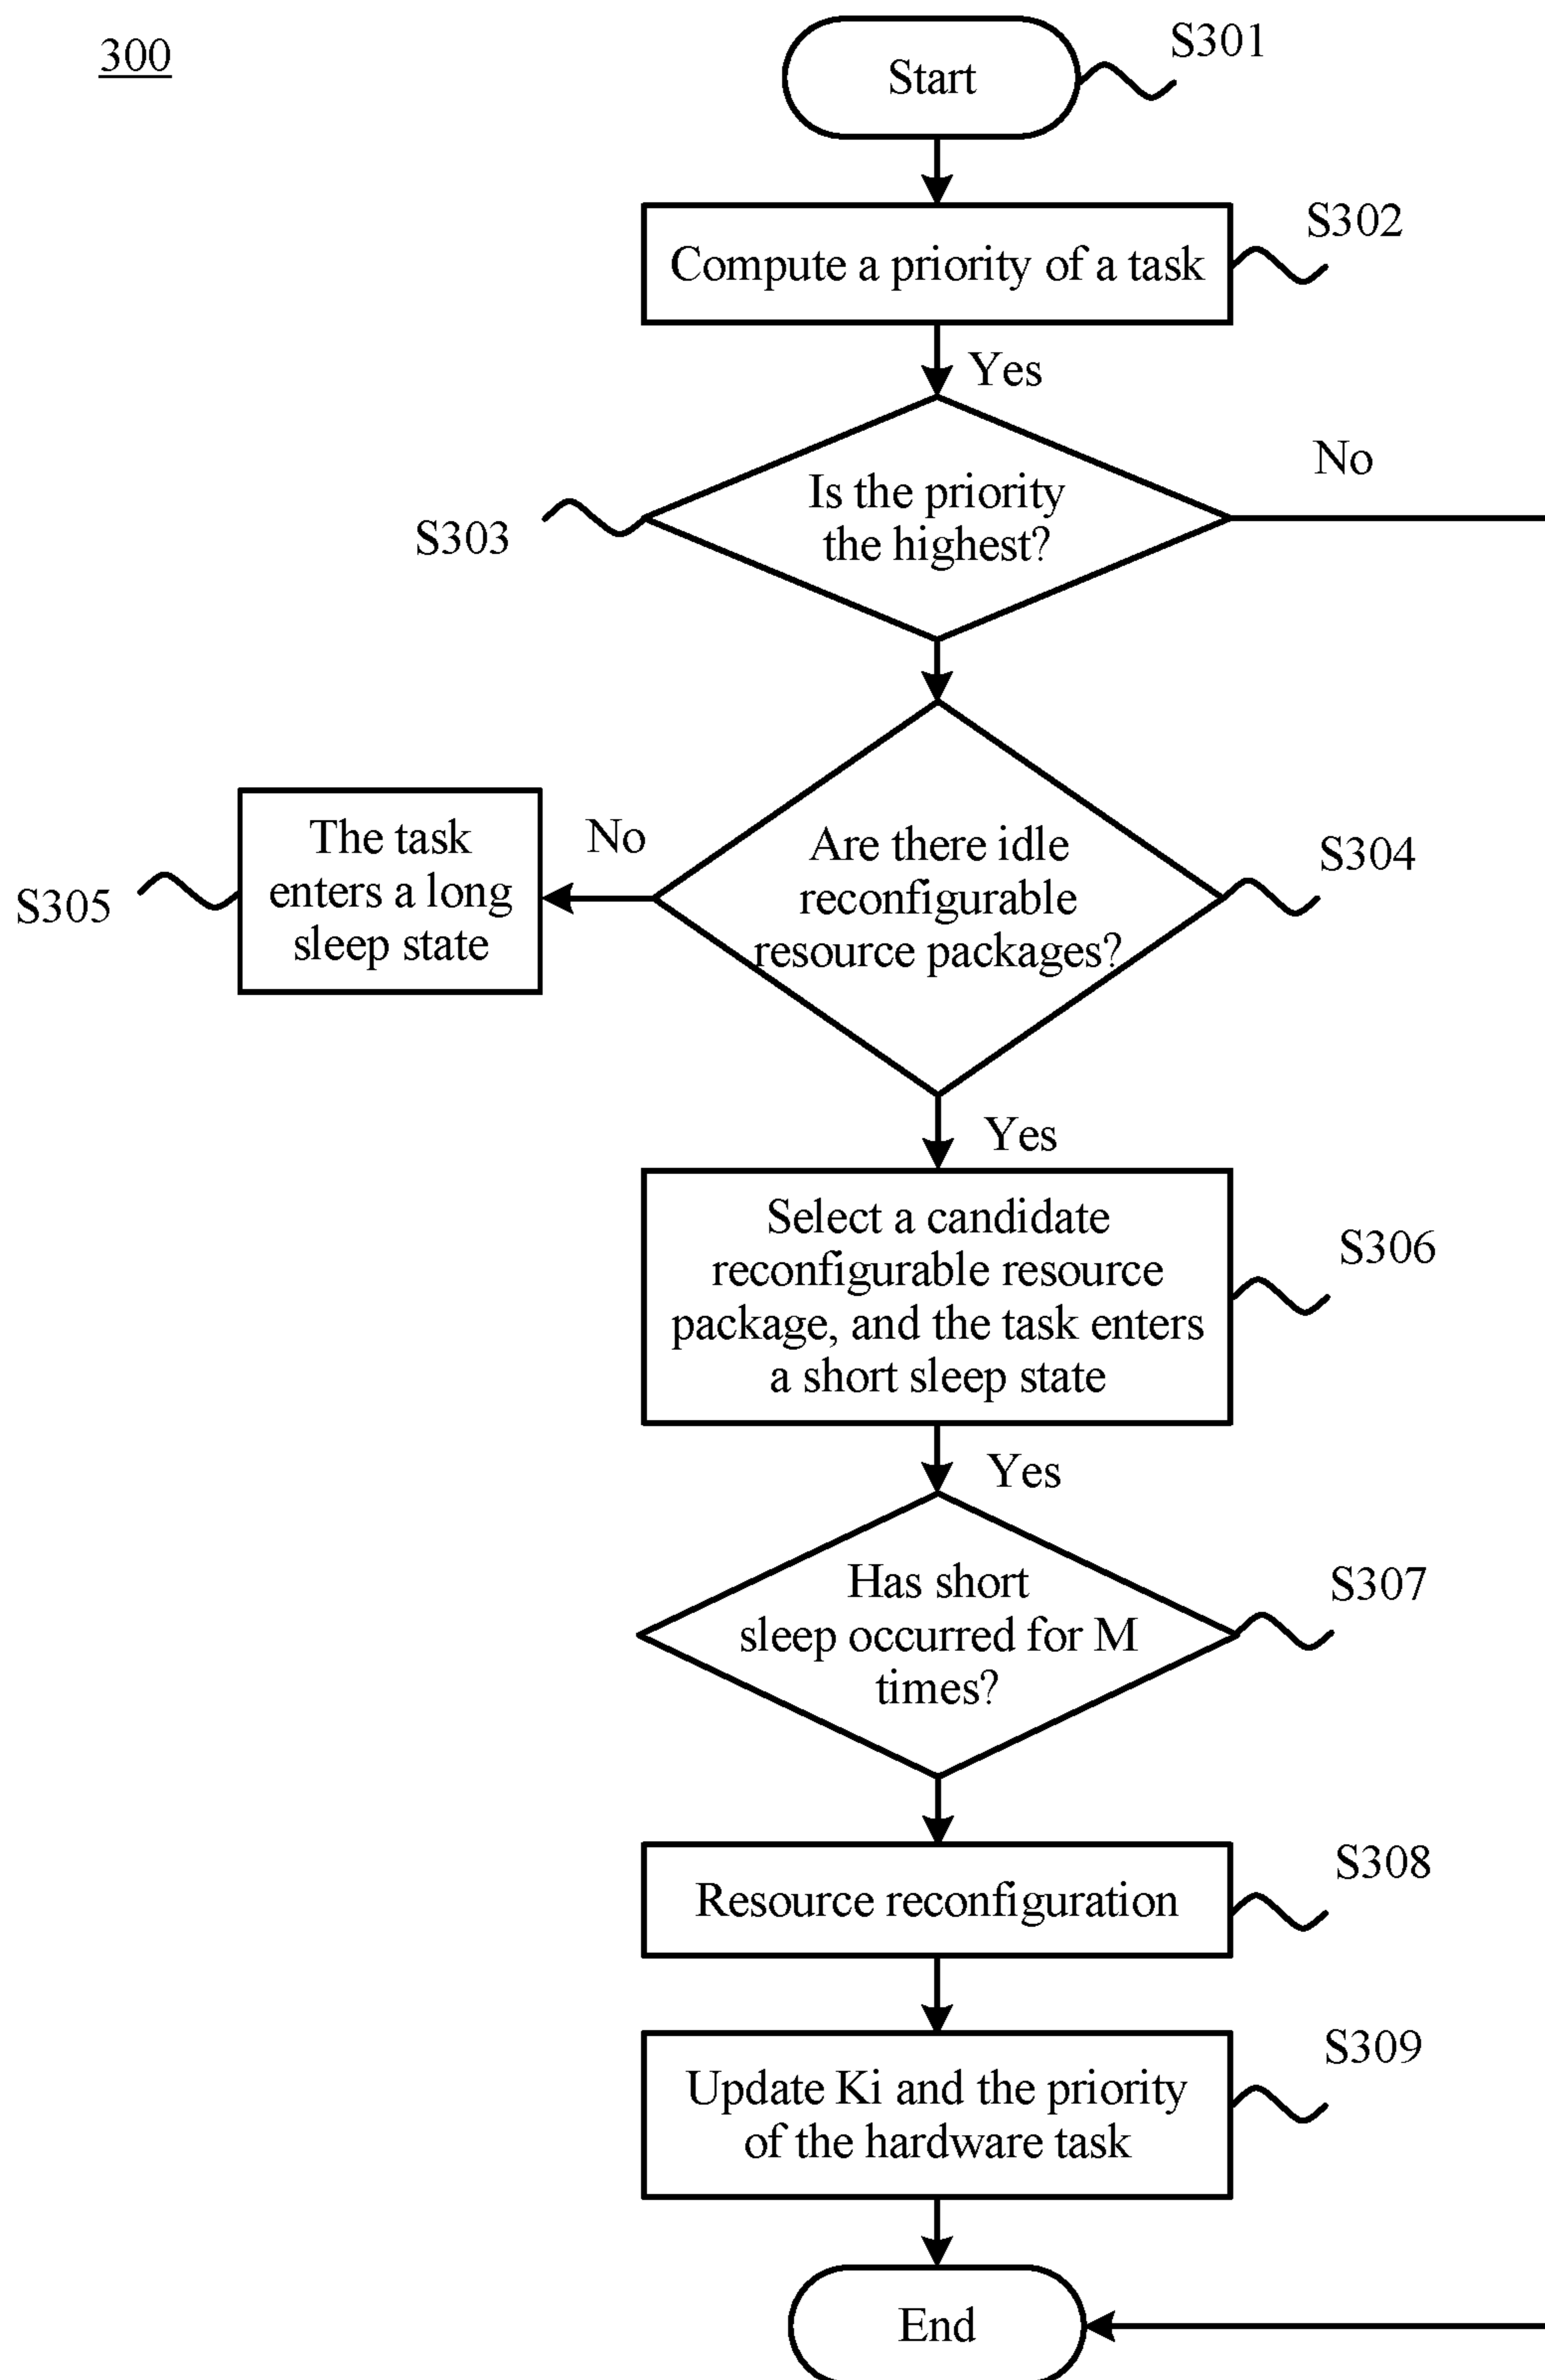 300
Start
S301
Compute a priority of a task
S302
Yes
Is the priority
the highest?
No
S303
Are there idle
reconfigurable
resource packages?
S304
No
The task
enters a long
sleep state
S305
Yes
Select a candidate
reconfigurable resource
package, and the task enters
a short sleep state
S306
Yes
Has short
sleep occurred for M
times?
S307
Resource reconfiguration
S308
Update Ki and the priority
of the hardware task
S309
End